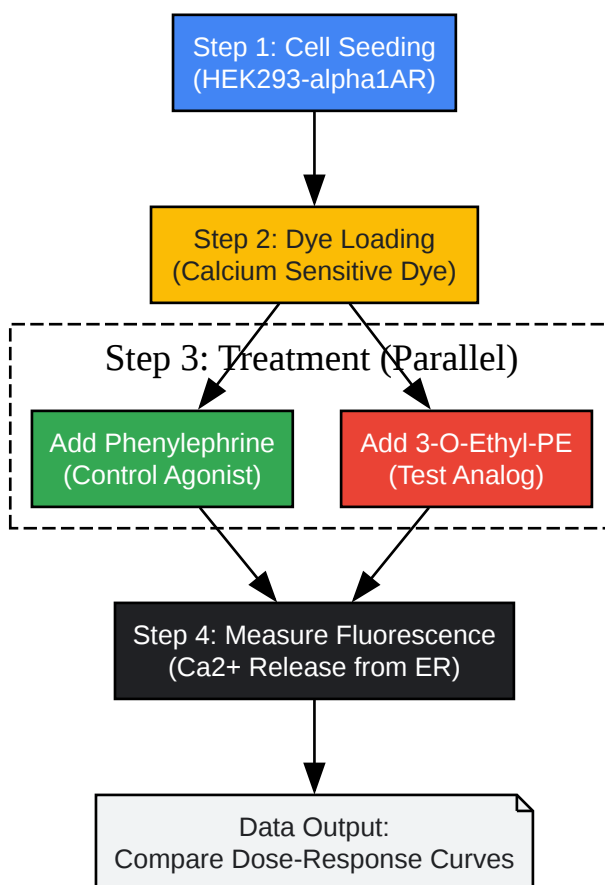 Step 1: Cell Seeding
(HEK293-alpha1AR)
Step 2: Dye Loading
(Calcium Sensitive Dye)
Step 3: Treatment (Parallel)
Add Phenylephrine
(Control Agonist)
Add 3-O-Ethyl-PE
(Test Analog)
Step 4: Measure Fluorescence
(Ca2+ Release from ER)
Data Output:
Compare Dose-Response Curves